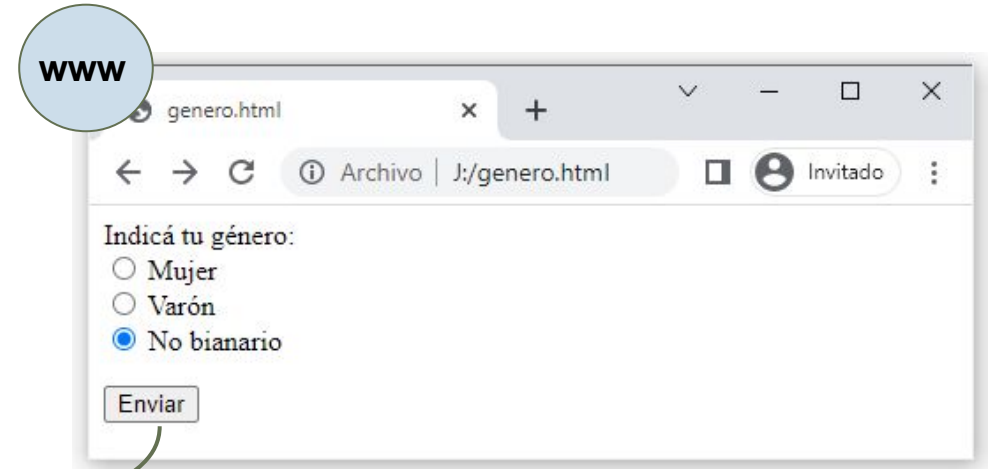 www
genero.html
Archivo | J:/genero.html
Invitado
Indicá tu género:
Mujer
Varón
No bianario
Enviar